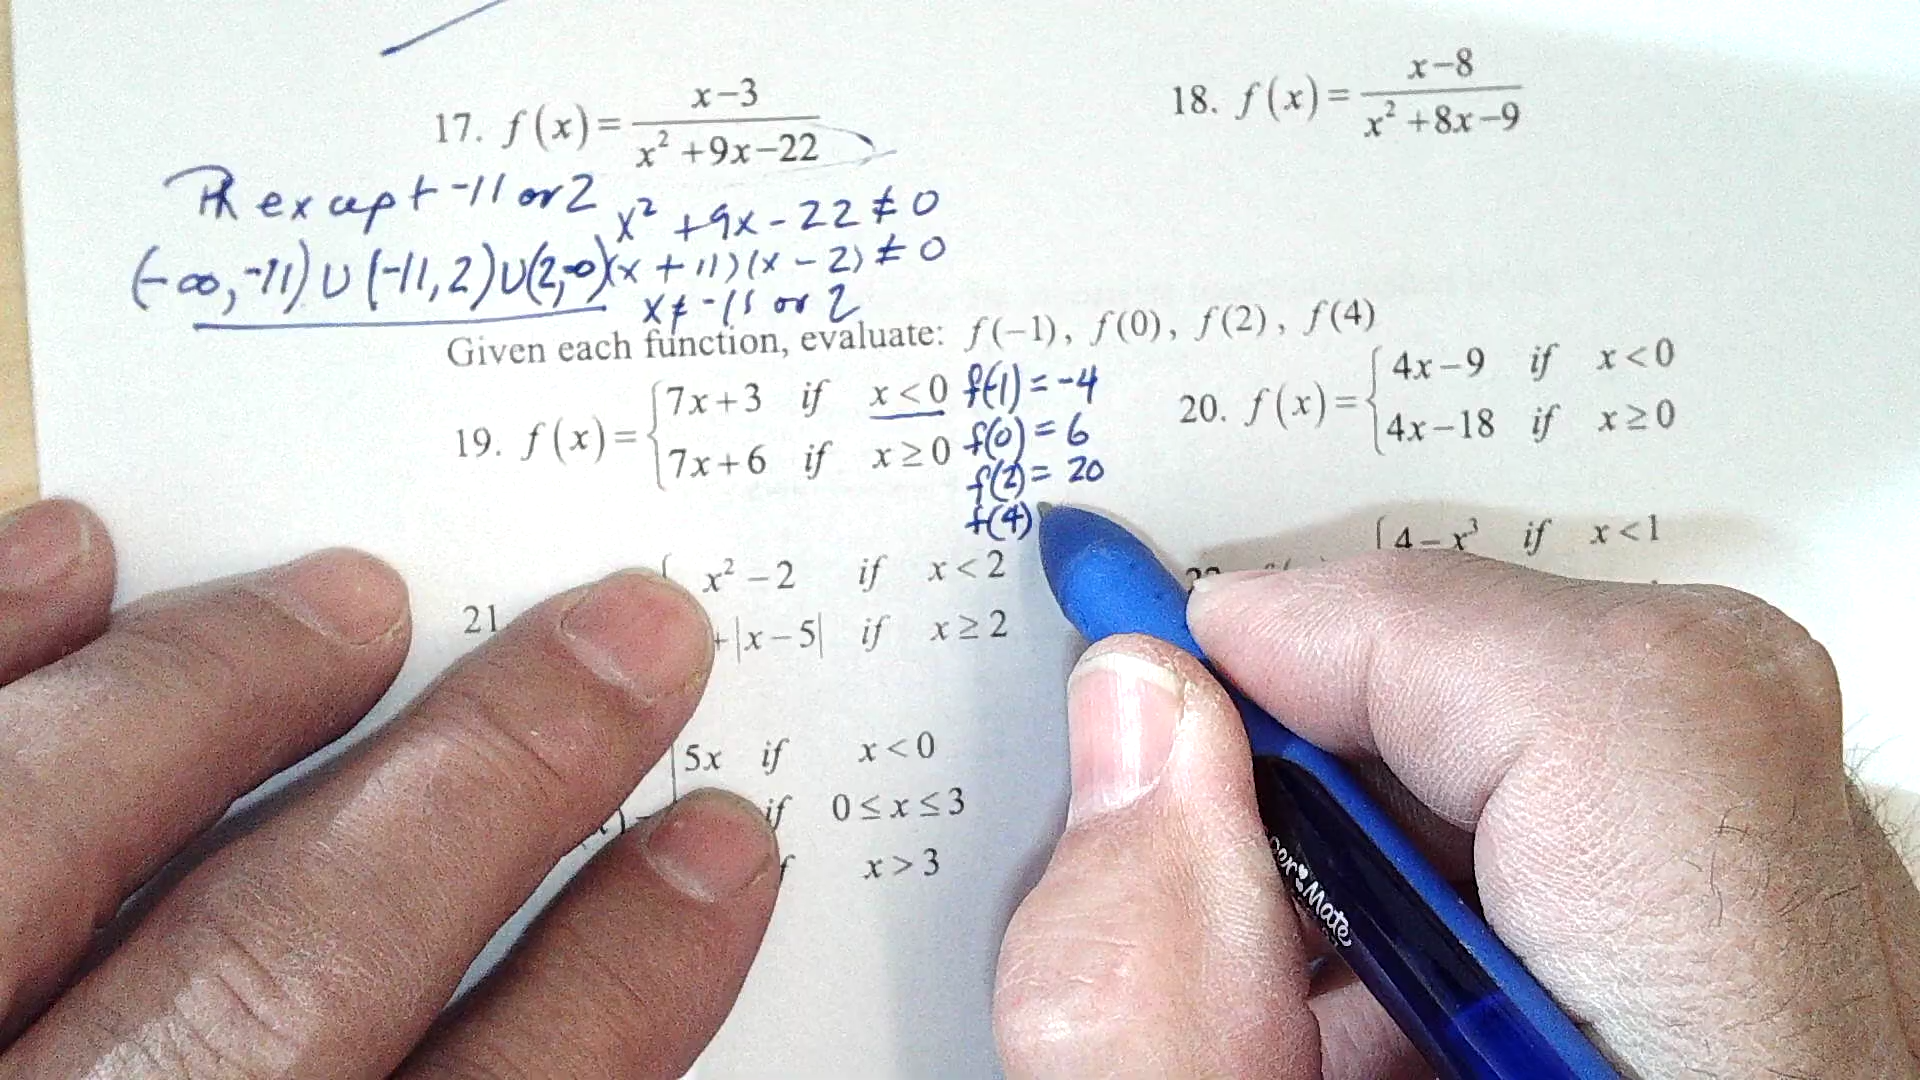 17. f(x) = (x-3)/(x² +9x-22)
18. f(x) = (x-8)/(x² +8x-9)
except -11 or 2
x² + 9x - 22 ≠ 0
(-∞, -11) ∪ (-11, 2) ∪ (2, ∞)
(x + 11)(x - 2) ≠ 0
x ≠ -11 or 2
Given each function, evaluate: f(-1), f(0), f(2), f(4)
19. f(x) = { 7x+3 if x<0
7x+6 if x≥0
f(-1) = -4
f(0) = 6
f(2) = 20
f(4)
20. f(x) = { 4x-9 if x<0
4x-18 if x≥0
21
x² -2 if x<2
+|x-5| if x≥2
{ 4-x³ if x<1
5x if x<0
if 0≤x≤3
x>3
Mate